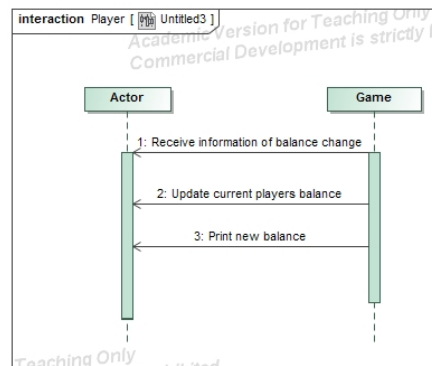 interaction Player [ Untitled3 ]
Academic Version for Teaching Only
Commercial Development is strictly
Actor
Game
1: Receive information of balance change
2: Update current players balance
3: Print new balance
Teaching Only